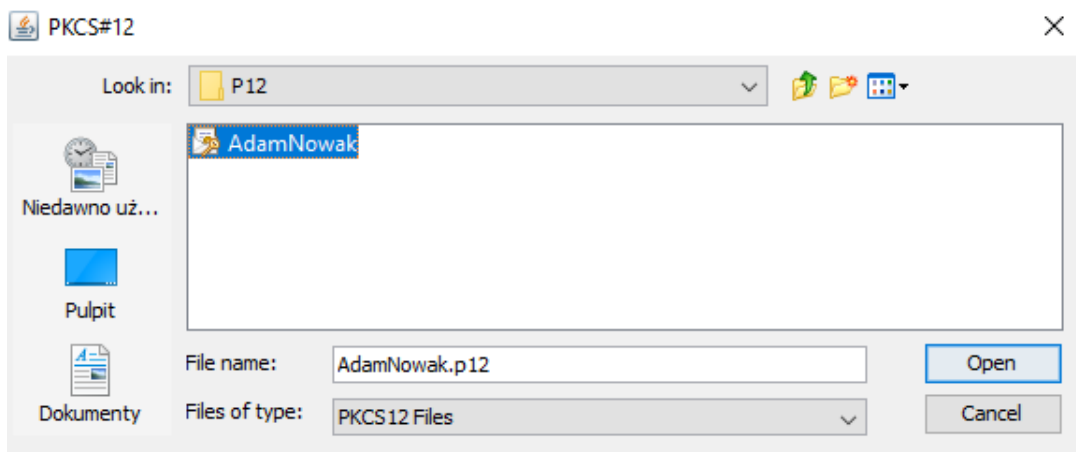 PKCS#12
Look in:
P12
AdamNowak
Niedawno uż...
Pulpit
Dokumenty
File name:
AdamNowak.p12
Open
Files of type:
PKCS12 Files
Cancel